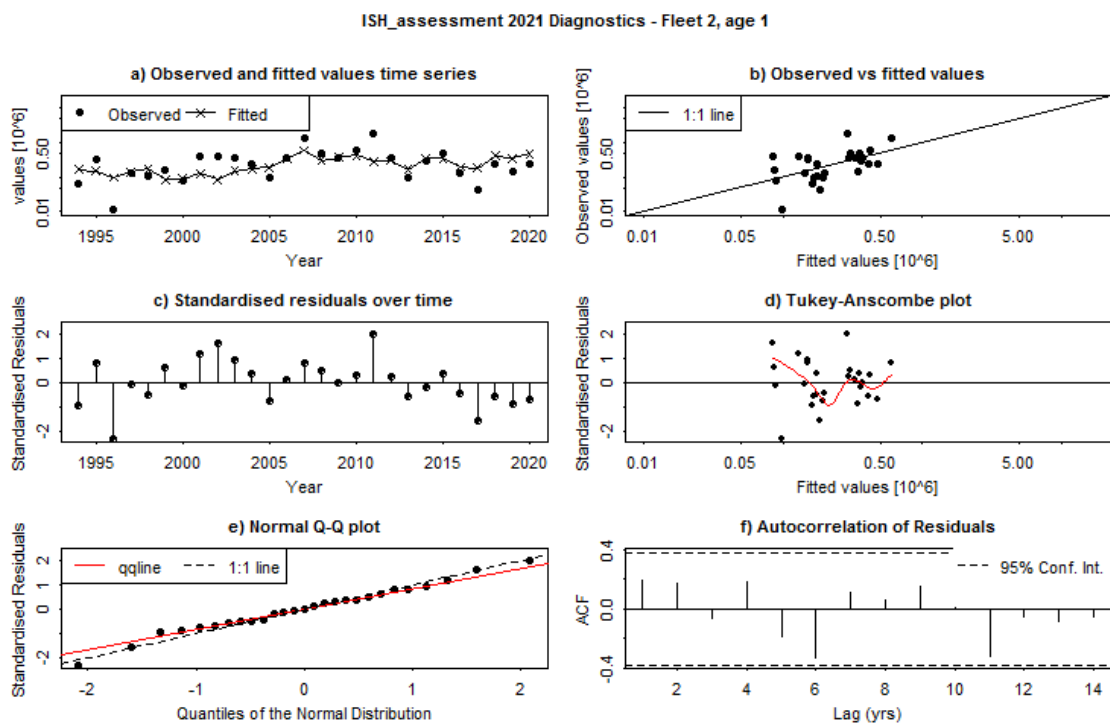 ISH_assessment 2021 Diagnostics - Fleet 2, age 1
a) Observed and fitted values time series
values [10^6]
0.01 0.50
Observed Fitted
1995 2000 2005 2010 2015 2020
Year
b) Observed vs fitted values
Observed values [10^6]
0.01 0.50
1:1 line
0.01 0.05 0.50 5.00
Fitted values [10^6]
c) Standardised residuals over time
Standardised Residuals
-2 0 1 2
1995 2000 2005 2010 2015 2020
Year
d) Tukey-Anscombe plot
Standardised Residuals
-2 0 1 2
0.01 0.05 0.50 5.00
Fitted values [10^6]
e) Normal Q-Q plot
Standardised Residuals
-2 0 1 2
qqline 1:1 line
-2 -1 0 1 2
Quantiles of the Normal Distribution
f) Autocorrelation of Residuals
ACF
-0.4 0.0 0.4
95% Conf. Int.
2 4 6 8 10 12 14
Lag (yrs)